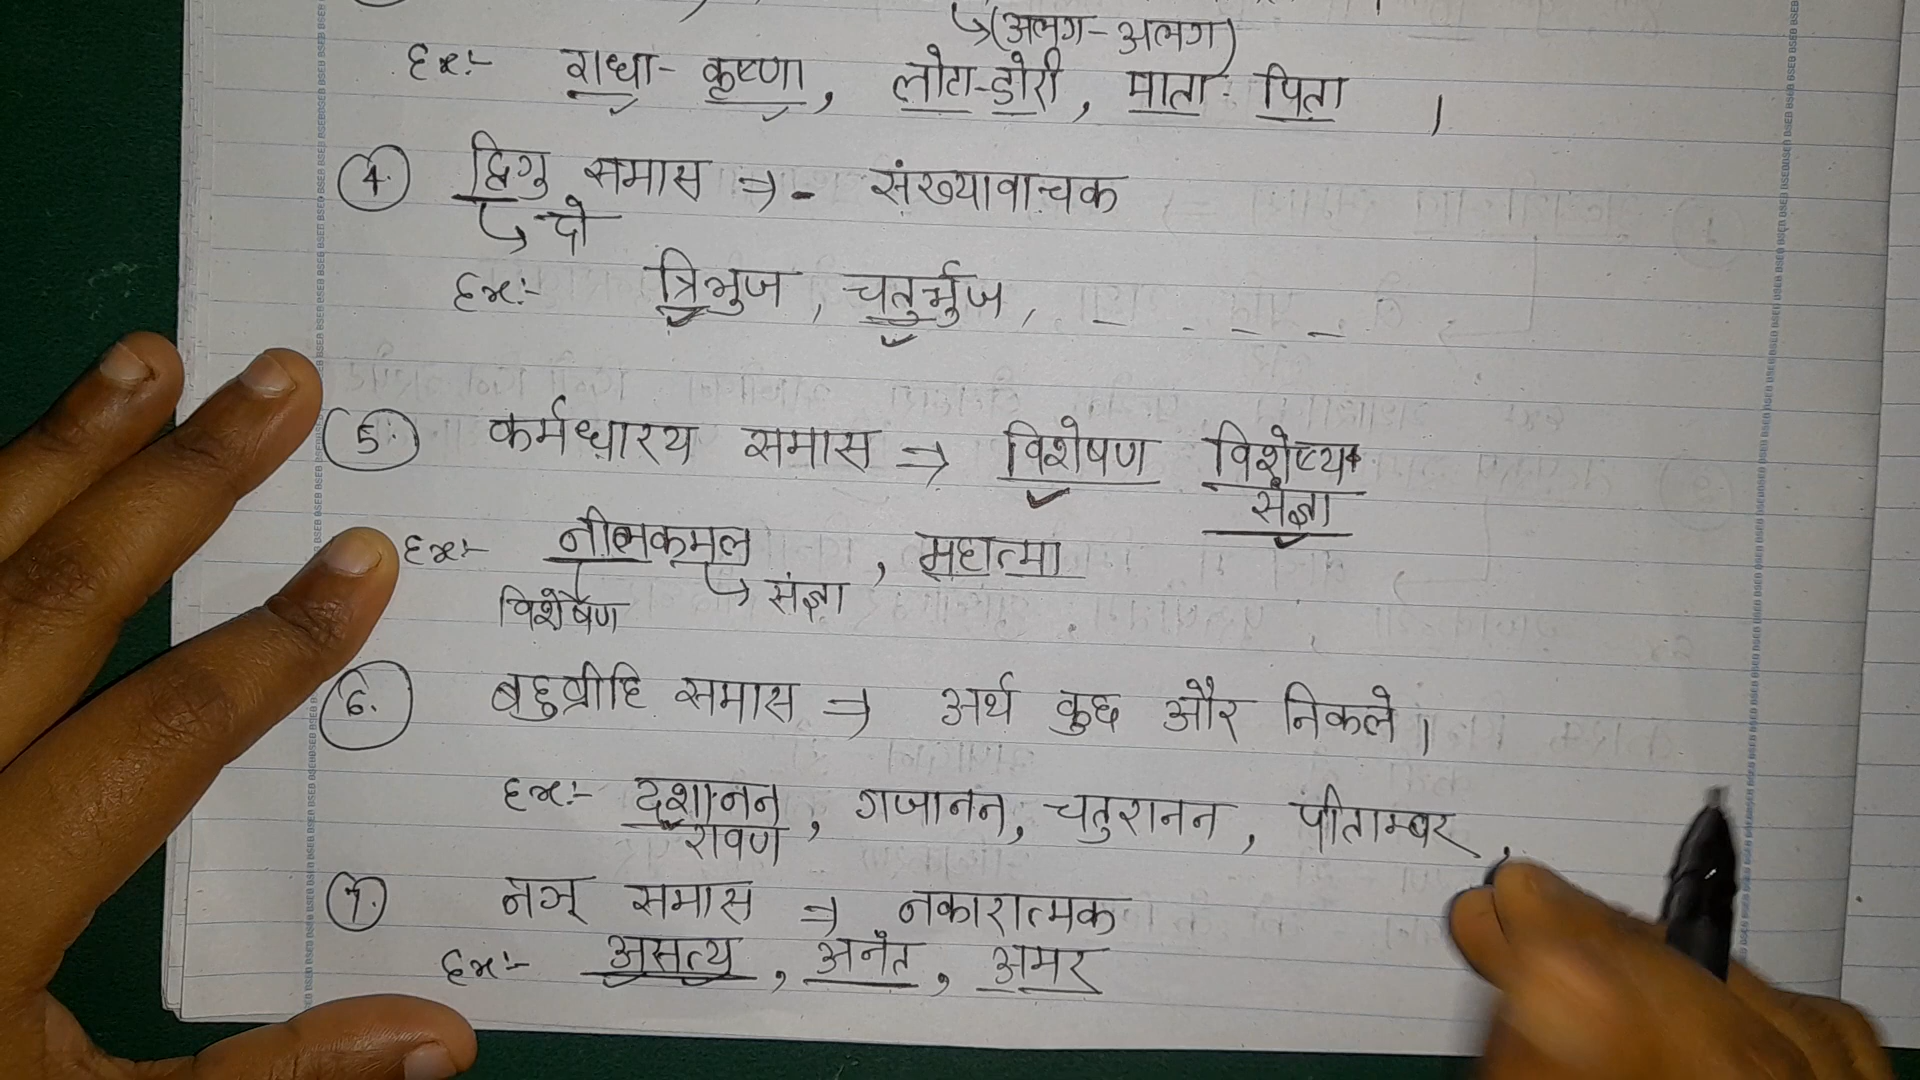 ↳(अलग-अलग)
Ex:- राधा-कृष्णा, लोटा-डोरी, माता-पिता ।
4. द्विगु समास ⇒ - संख्यावाचक
↳ दो
Ex:- त्रिभुज, चतुर्भुज, - - - -
5. कर्मधारय समास ⇒ विशेषण विशेष्य
संज्ञा
Ex:- नीलकमल, महात्मा
विशेषण ↳ संज्ञा
6. बहुव्रीहि समास ⇒ अर्थ कुछ और निकले।
Ex:- दशानन, गजानन, चतुरानन, पीताम्बर,
रावण
7. नञ् समास ⇒ नकारात्मक
Ex:- असत्य, अनंत, अमर